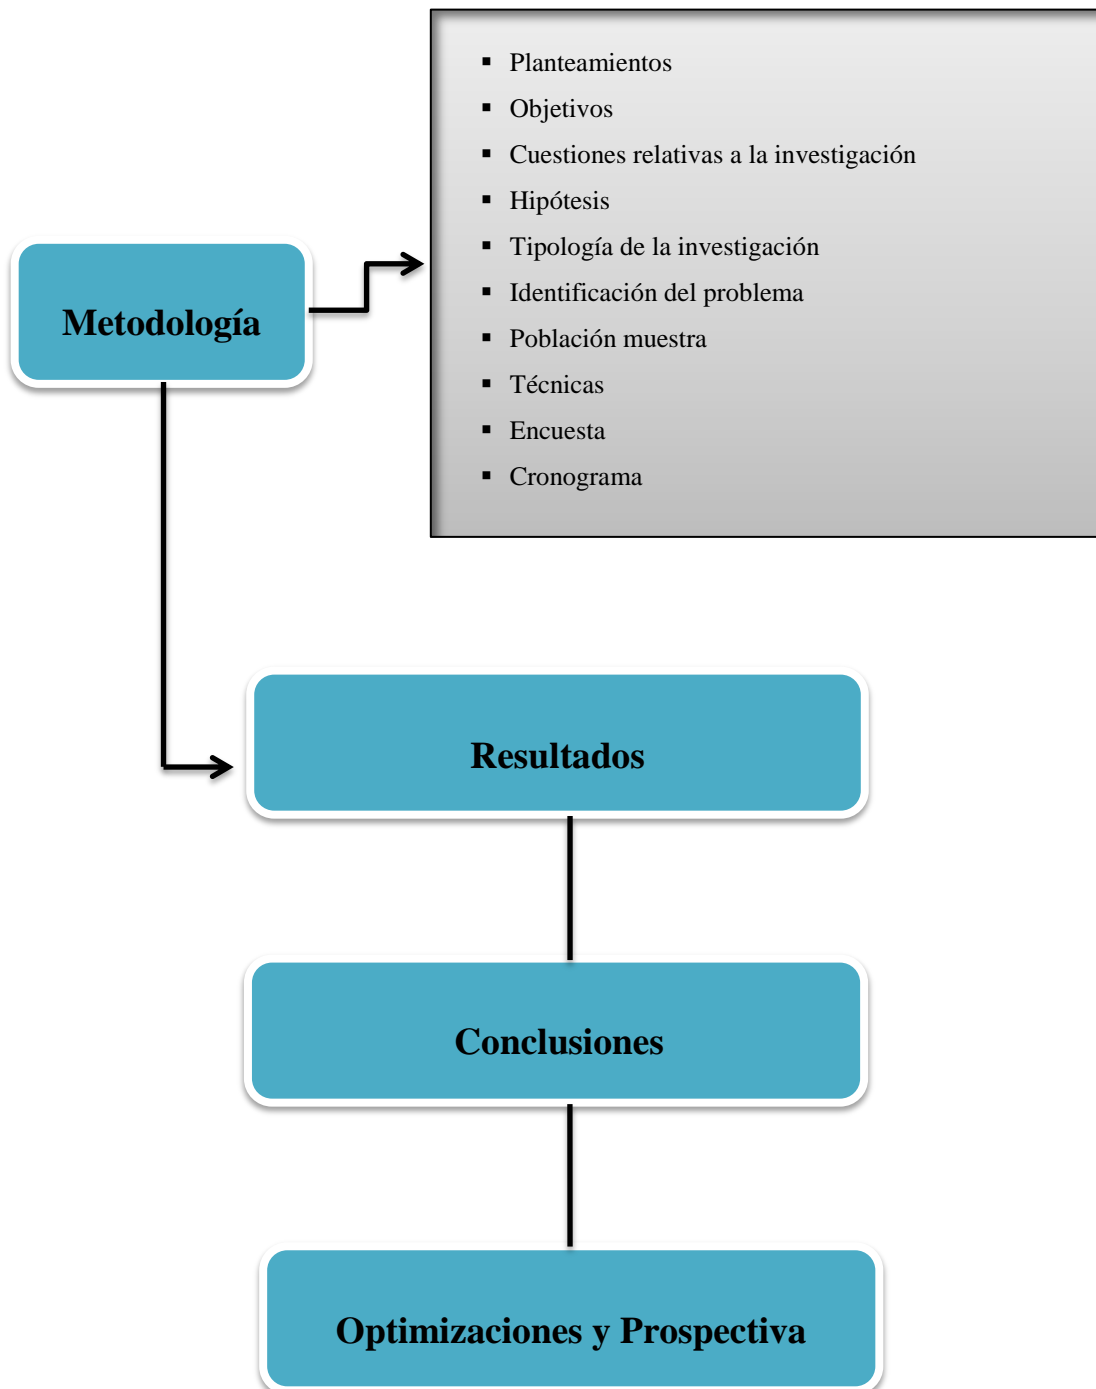 Planteamientos
Objetivos
Cuestiones relativas a la investigación
Hipótesis
Tipología de la investigación
Identificación del problema
Población muestra
Técnicas
Encuesta
Cronograma
Metodología
Resultados
Conclusiones
Optimizaciones y Prospectiva